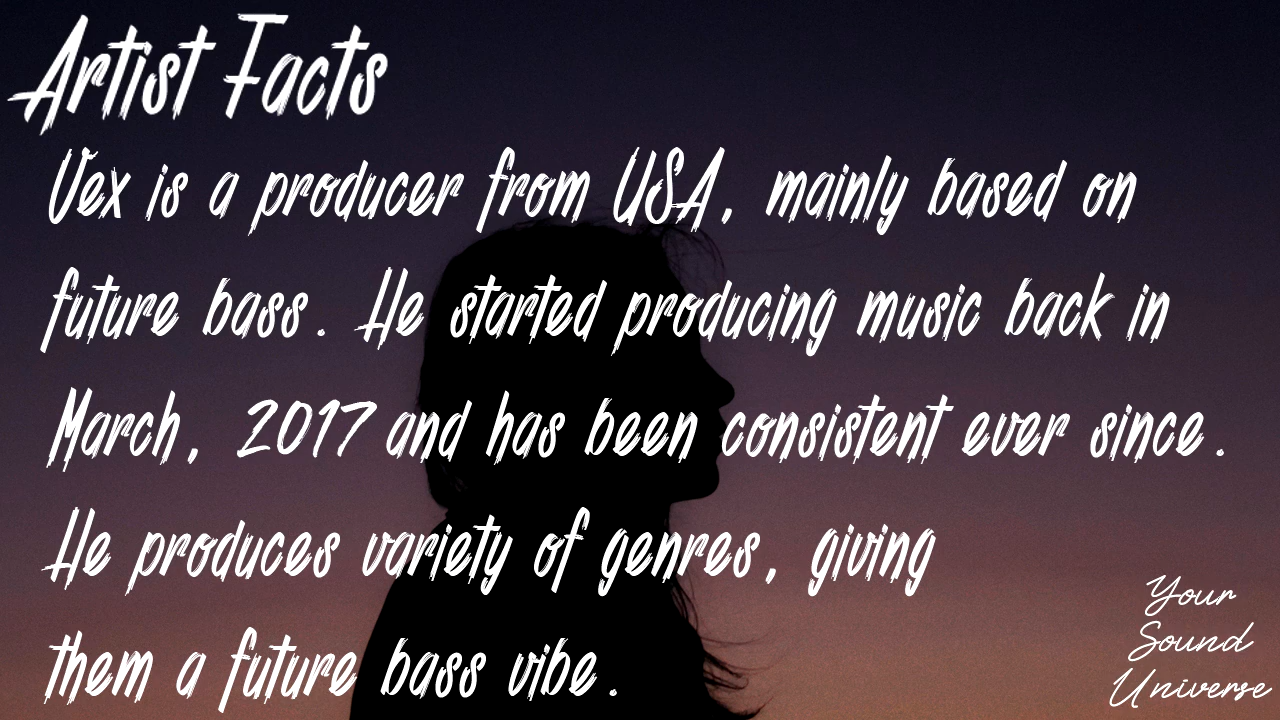 Artist Facts
Vex is a producer from USA, mainly based on
future bass. He started producing music back in
March, 2017 and has been consistent ever since.
He produces variety of genres, giving
them a future bass vibe.
Your
Sound
Universe